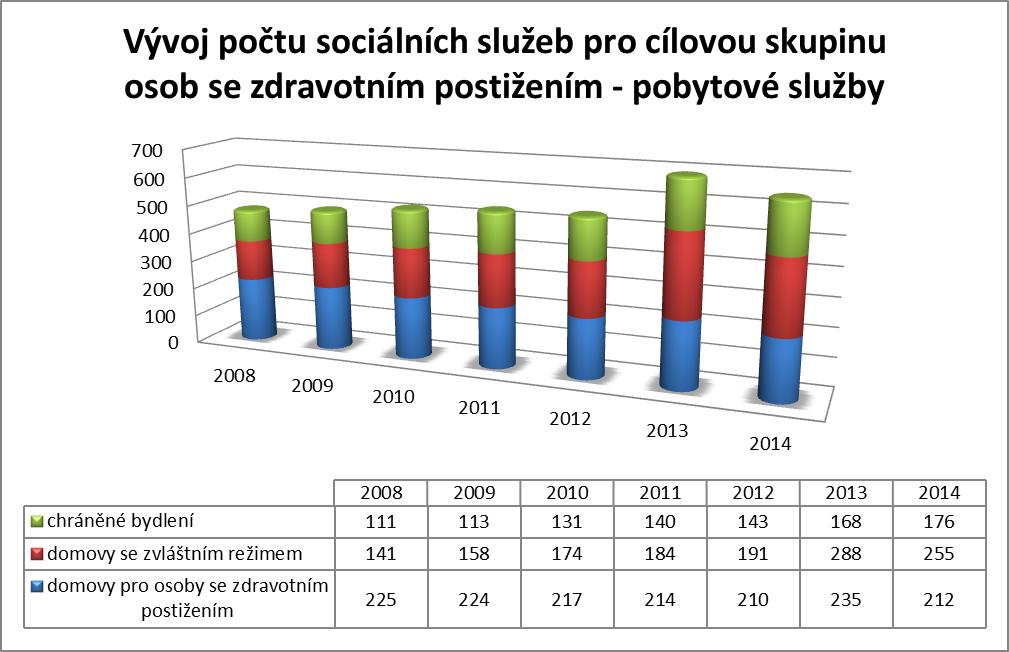 Vývoj počtu sociálních služeb pro cílovou skupinu
osob se zdravotním postižením - pobytové služby
700
600
500
400
300
200
100
0
2008
2009
2010
2011
2012
2013
2014
2008 2009 2010 2011 2012 2013 2014
chráněné bydlení 111 113 131 140 143 168 176
domovy se zvláštním režimem 141 158 174 184 191 288 255
domovy pro osoby se zdravotním
postižením 225 224 217 214 210 235 212